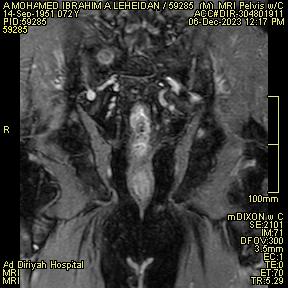 A MOHAMED IBRAHIM A LEHEIDAN / 59285 (M) MRI Pelvis w/C
14-Sep-1951 072Y ACC#DIR-304801911
PID:59285 06-Dec-2023 12:17 PM
59285
R
100mm
mDIXON w C
SE:2101
IM:71
DFOV:300
3.5mm
EC:1
Ad Diriyah Hospital TE:0
MRI ET:70
MRI TR:5.29